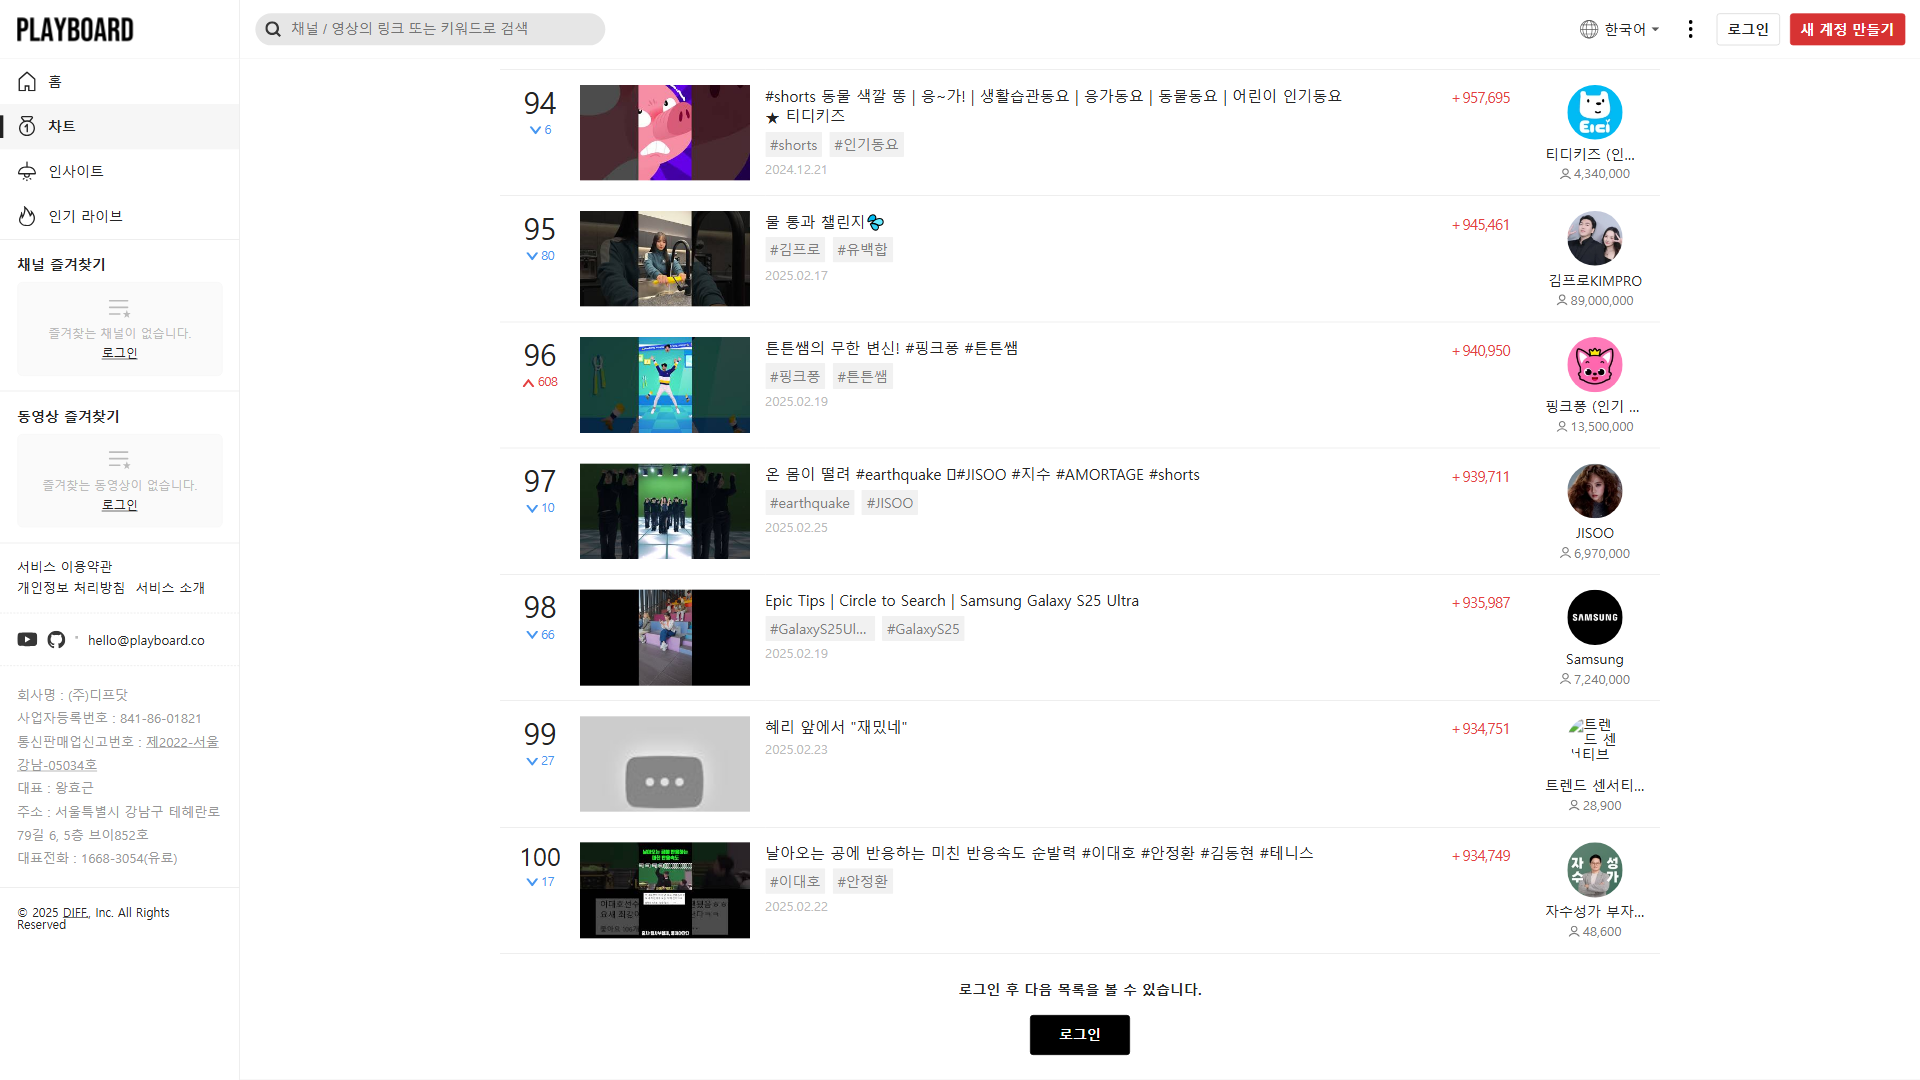 PLAYBOARD
채널 / 영상의 링크 또는 키워드로 검색
한국어
로그인
새 계정 만들기
홈
차트
인사이트
인기 라이브
채널 즐겨찾기
즐겨찾는 채널이 없습니다.
로그인
동영상 즐겨찾기
즐겨찾는 동영상이 없습니다.
로그인
서비스 이용약관
개인정보 처리방침 서비스 소개
hello@playboard.co
회사명 : (주)디프닷
사업자등록번호 : 841-86-01821
통신판매업신고번호 : 제2022-서울
강남-05034호
대표 : 왕효근
주소 : 서울특별시 강남구 테헤란로
79길 6, 5층 브이852호
대표전화 : 1668-3054(유료)
© 2025 DIFF., Inc. All Rights
Reserved
94
6
#shorts 동물 색깔 똥 | 응~가! | 생활습관동요 | 응가동요 | 동물동요 | 어린이 인기동요
★ 티디키즈
#shorts #인기동요
2024.12.21
+ 957,695
티디키즈 (인...
4,340,000
95
80
물 통과 챌린지💦
#김프로 #유백합
2025.02.17
+ 945,461
김프로KIMPRO
89,000,000
96
608
튼튼쌤의 무한 변신! #핑크퐁 #튼튼쌤
#핑크퐁 #튼튼쌤
2025.02.19
+ 940,950
핑크퐁 (인기 ...
13,500,000
97
10
온 몸이 떨려 #earthquake #JISOO #지수 #AMORTAGE #shorts
#earthquake #JISOO
2025.02.25
+ 939,711
JISOO
6,970,000
98
66
Epic Tips | Circle to Search | Samsung Galaxy S25 Ultra
#GalaxyS25Ul... #GalaxyS25
2025.02.19
+ 935,987
SAMSUNG
Samsung
7,240,000
99
27
혜리 앞에서 "재밌네"
2025.02.23
+ 934,751
트렌
드 센
서티브
트렌드 센서티...
28,900
100
17
날아오는 공에 반응하는 미친 반응속도 순발력 #이대호 #안정환 #김동현 #테니스
#이대호 #안정환
2025.02.22
+ 934,749
자 성
수 가
자수성가 부자...
48,600
로그인 후 다음 목록을 볼 수 있습니다.
로그인